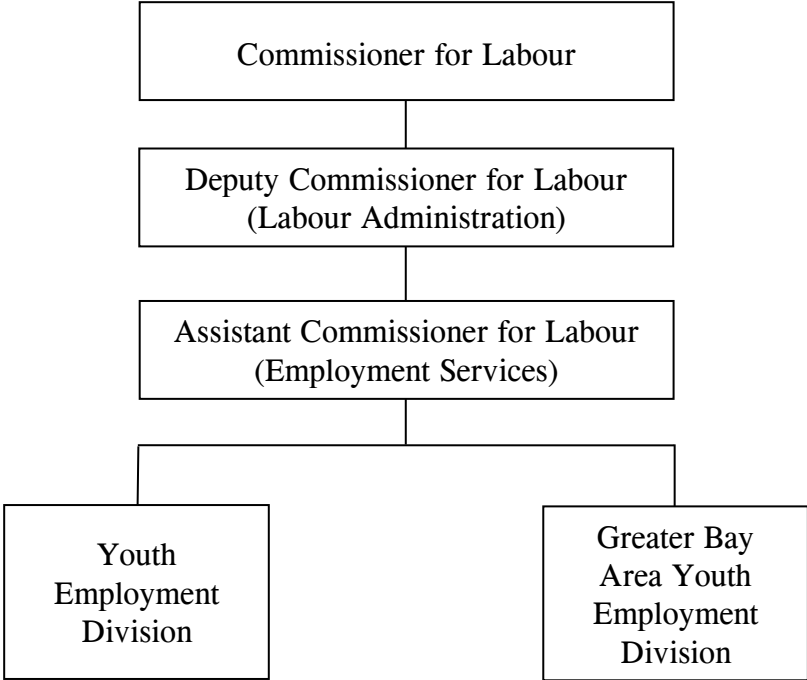 Commissioner for Labour
Deputy Commissioner for Labour
(Labour Administration)
Assistant Commissioner for Labour
(Employment Services)
Youth
Employment
Division
Greater Bay
Area Youth
Employment
Division